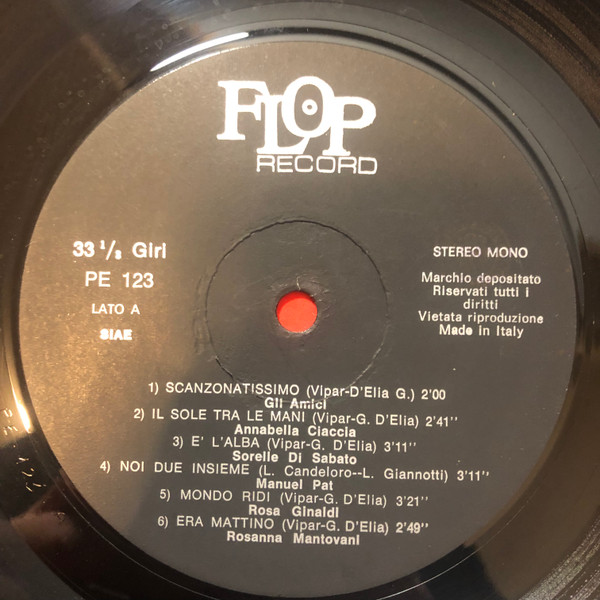 FLOP
RECORD
33 1/3 Giri
PE 123
LATO A
SIAE
STEREO MONO
Marchio depositato
Riservati tutti i
diritti
Vietata riproduzione
Made in Italy
1) SCANZONATISSIMO (Vipar-D'Elia G.) 2'00
Gli Amici
2) IL SOLE TRA LE MANI (Vipar-G. D'Elia) 2'41''
Annabella Ciaccia
3) E' L'ALBA (Vipar-G. D'Elia) 3'11''
Sorelle Di Sabato
4) NOI DUE INSIEME (L. Candeloro--L. Giannotti) 3'11''
Manuel Pat
5) MONDO RIDI (Vipar-G. D'Elia) 3'21''
Rosa Ginaldi
6) ERA MATTINO (Vipar-G. D'Elia) 2'49''
Rosanna Mantovani